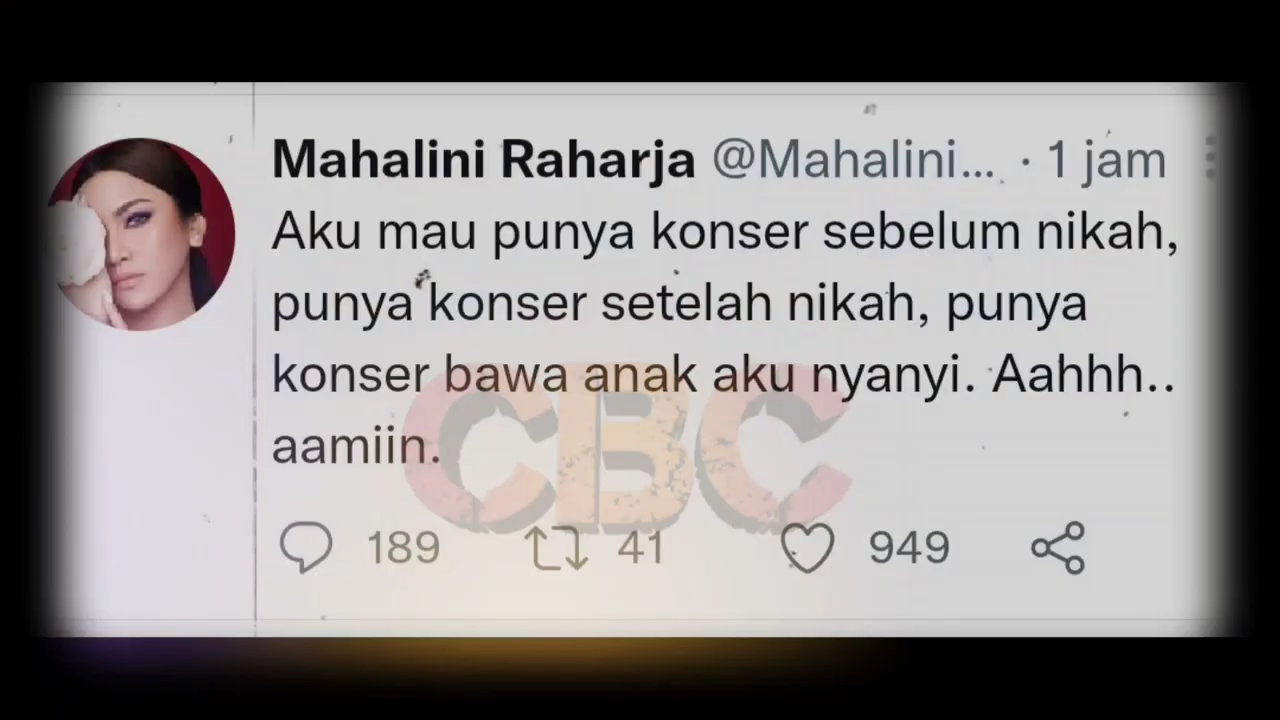 Mahalini Raharja @Mahalini... · 1 jam
Aku mau punya konser sebelum nikah,
punya konser setelah nikah, punya
konser bawa anak aku nyanyi. Aahhh..
aamiin.
CBC
189 41 949